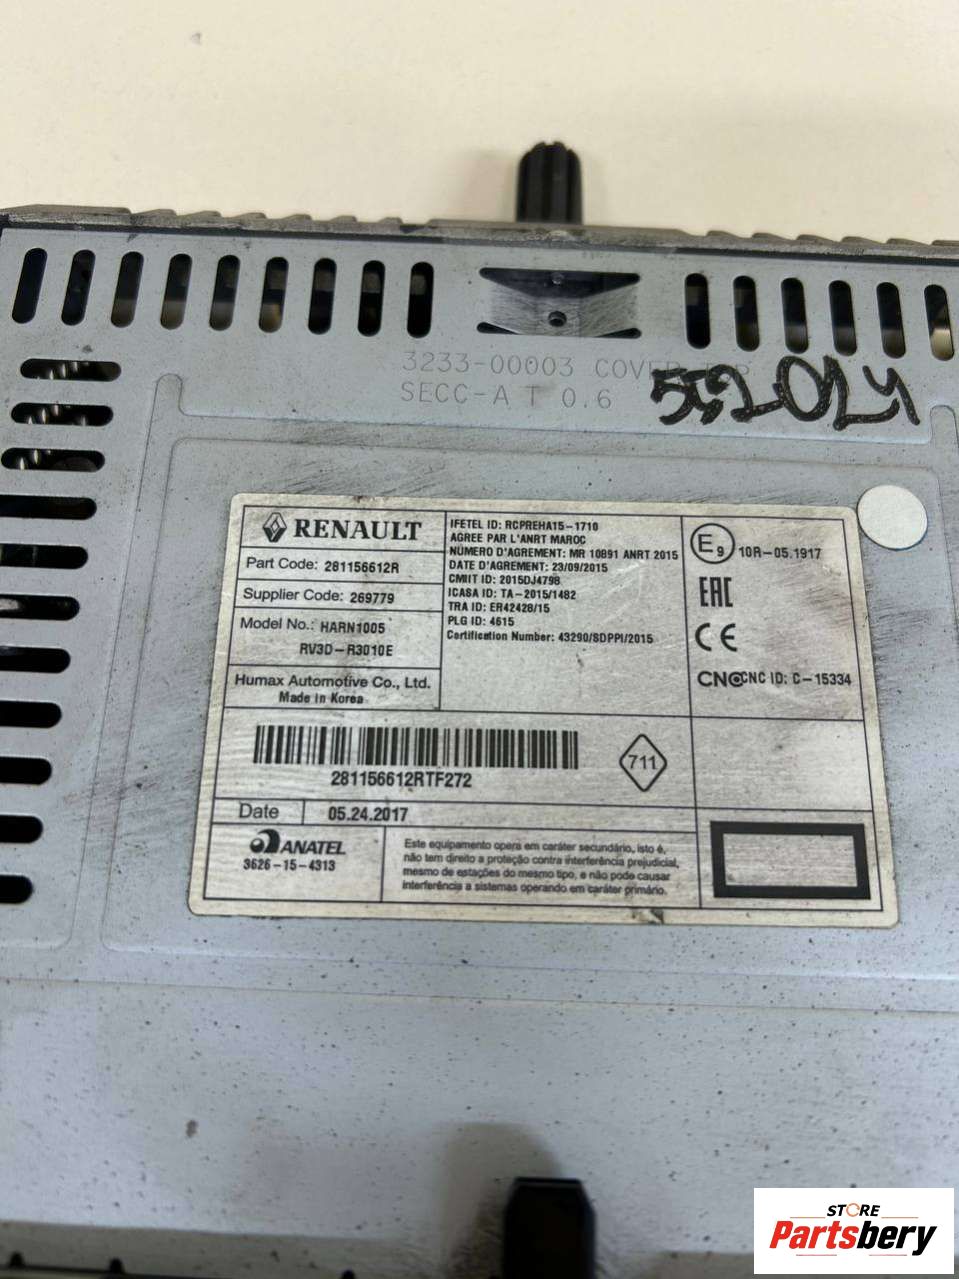 3233-00003 COVER TOP
SECC-A T 0.6
RENAULT
Part Code: 281156612R
Supplier Code: 269779
Model No.: HARN1005
RV3D-R3010E
Humax Automotive Co., Ltd.
Made in Korea
IFETEL ID: RCPREHA15-1710
AGREE PAR L'ANRT MAROC
NÚMERO D'AGREMENT: MR 10891 ANRT 2015
DATE D'AGREMENT: 23/09/2015
CMIIT ID: 2015DJ4798
ICASA ID: TA-2015/1482
TRA ID: ER42428/15
PLG ID: 4615
Certification Number: 43290/SDPPI/2015
E9 10R-05.1917
EAC
CE
CNC CNC ID: C-15334
281156612RTF272
711
Date 05.24.2017
ANATEL
3626-15-4313
Este equipamento opera em caráter secundário, isto é,
não tem direito a proteção contra interferência prejudicial,
mesmo de estações do mesmo tipo, e não pode causar
interferência a sistemas operando em caráter primário.
STORE
Partsbery